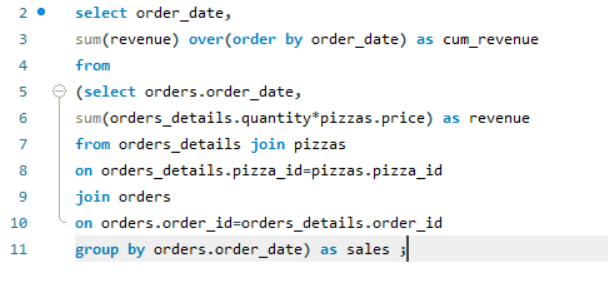 2 select order_date,
3 sum(revenue) over(order by order_date) as cum_revenue
4 from
5 (select orders.order_date,
6 sum(orders_details.quantity*pizzas.price) as revenue
7 from orders_details join pizzas
8 on orders_details.pizza_id=pizzas.pizza_id
9 join orders
10 on orders.order_id=orders_details.order_id
11 group by orders.order_date) as sales ;